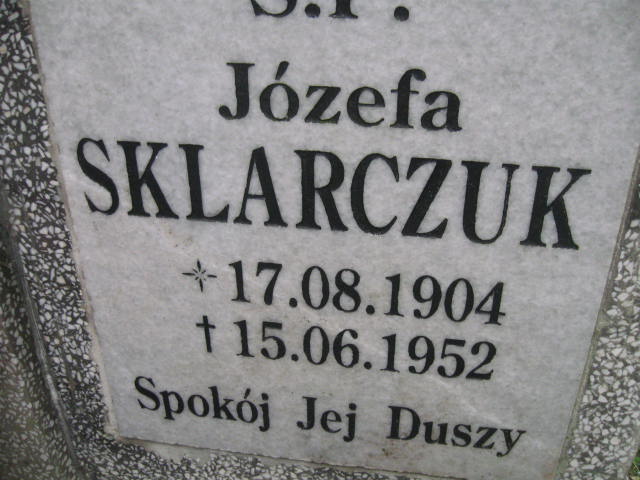 Ś.P.
Józefa
SKLARCZUK
* 17.08.1904
† 15.06.1952
Spokój Jej Duszy